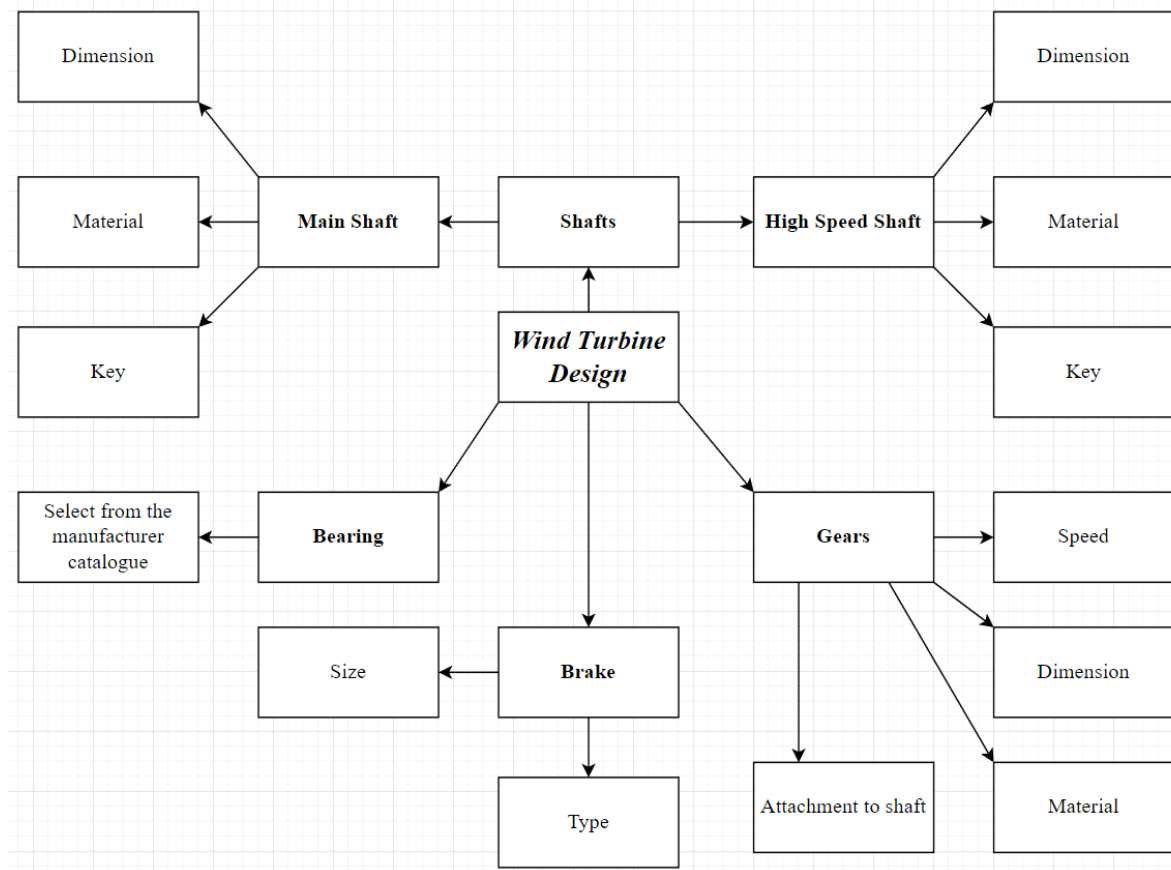 Dimension
Dimension
Material
Main Shaft
Shafts
High Speed Shaft
Material
Wind Turbine
Design
Key
Key
Select from the
manufacturer
catalogue
Bearing
Gears
Speed
Size
Brake
Dimension
Type
Attachment to shaft
Material